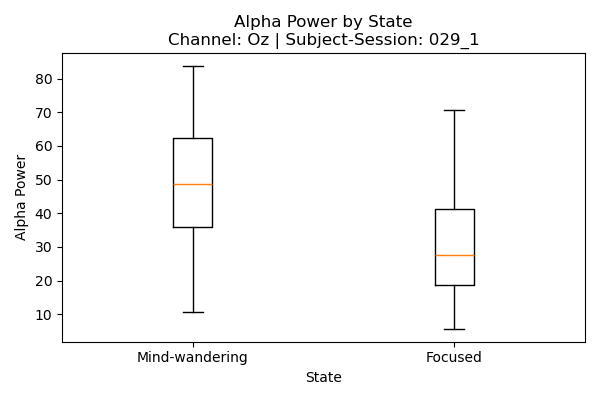 Alpha Power by State
Channel: Oz | Subject-Session: 029_1
Alpha Power
80
70
60
50
40
30
20
10
Mind-wandering
Focused
State